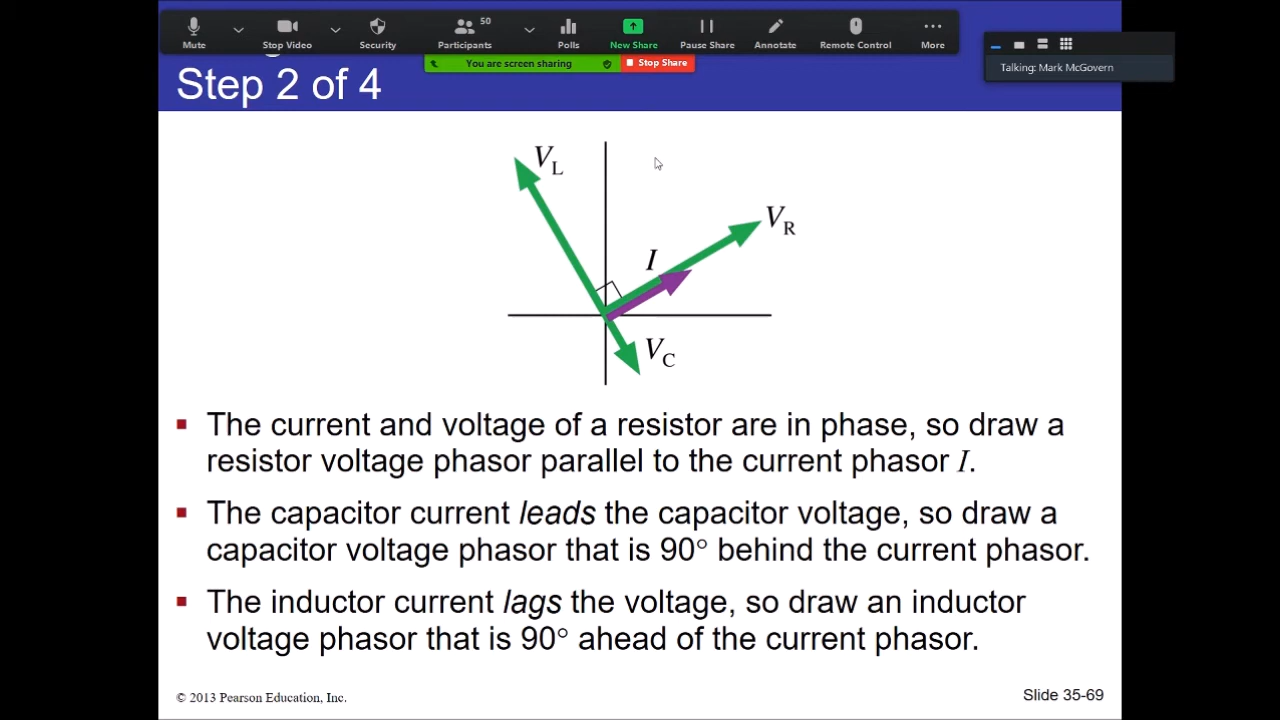 50
Mute
Stop Video
Security
Participants
Polls
New Share
Pause Share
Annotate
Remote Control
More
You are screen sharing
Stop Share
Talking: Mark McGovern
Step 2 of 4
V_L
V_R
I
V_C
The current and voltage of a resistor are in phase, so draw a
resistor voltage phasor parallel to the current phasor I.
The capacitor current leads the capacitor voltage, so draw a
capacitor voltage phasor that is 90° behind the current phasor.
The inductor current lags the voltage, so draw an inductor
voltage phasor that is 90° ahead of the current phasor.
© 2013 Pearson Education, Inc.
Slide 35-69